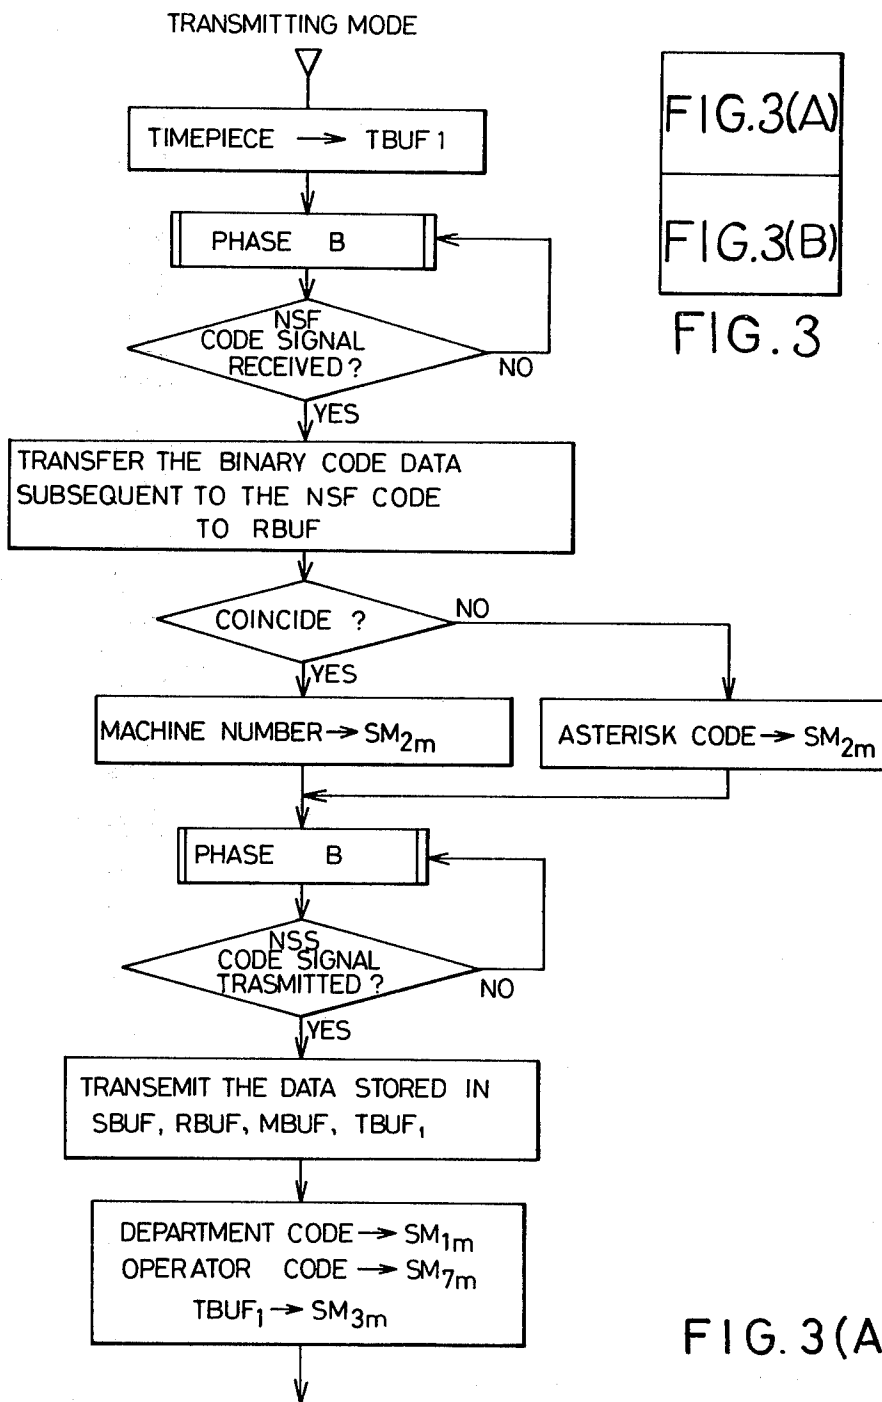 TRANSMITTING MODE
TIMEPIECE → TBUF1
PHASE B
NSF
CODE SIGNAL
RECEIVED?
NO
YES
TRANSFER THE BINARY CODE DATA
SUBSEQUENT TO THE NSF CODE
TO RBUF
COINCIDE ?
NO
YES
MACHINE NUMBER → SM2m
ASTERISK CODE → SM2m
PHASE B
NSS
CODE SIGNAL
TRASMITTED ?
NO
YES
TRANSEMIT THE DATA STORED IN
SBUF, RBUF, MBUF, TBUF1
DEPARTMENT CODE → SM1m
OPERATOR CODE → SM7m
TBUF1 → SM3m
FIG.3(A)
FIG.3(B)
FIG. 3
FIG. 3(A